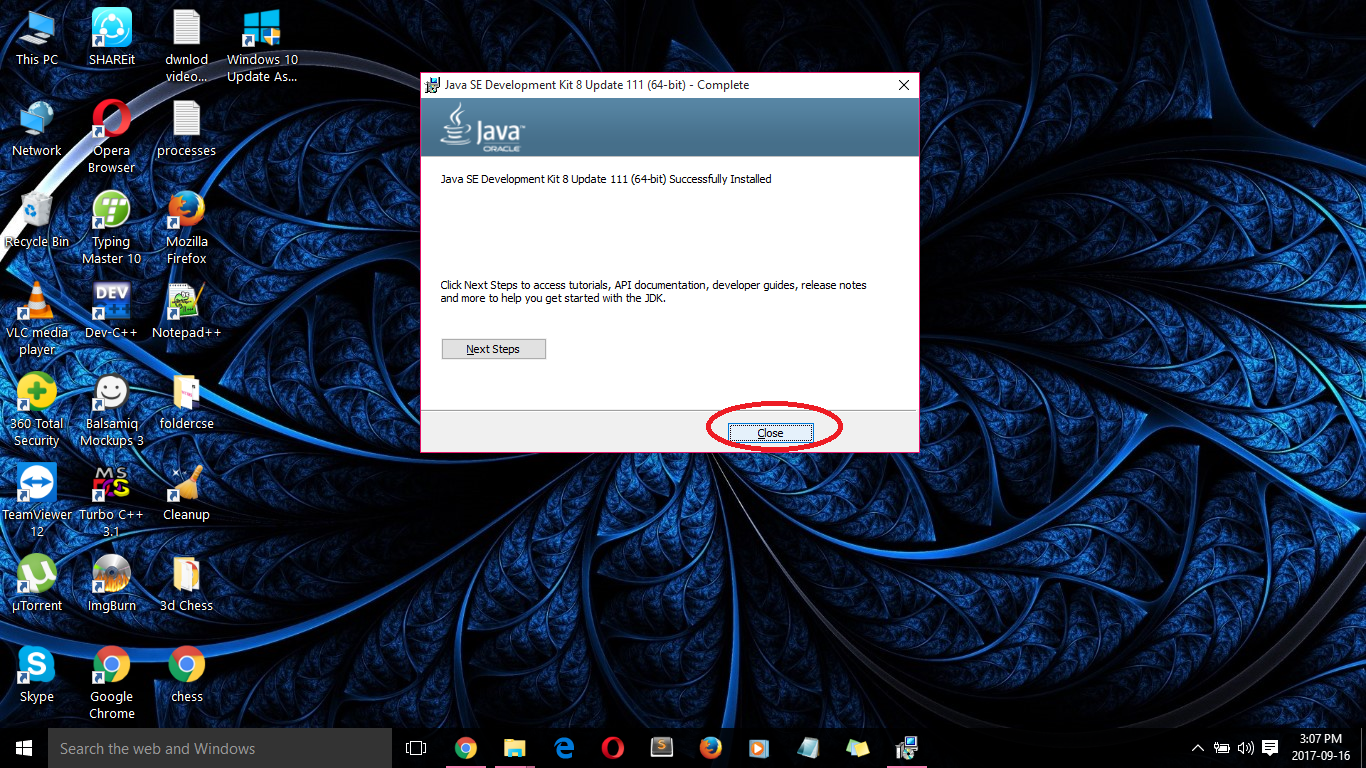 This PC
SHAREit
dwnlod
video...
Windows 10
Update As...
Network
Opera
Browser
processes
Recycle Bin
Typing
Master 10
Mozilla
Firefox
VLC media
player
DEV
Dev-C++
Notepad++
360 Total
Security
Balsamiq
Mockups 3
foldercse
TeamViewer
12
MS
DOS
Turbo C++
3.1
Cleanup
µTorrent
ImgBurn
3d Chess
Skype
Google
Chrome
chess
Java SE Development Kit 8 Update 111 (64-bit) - Complete
Java™
ORACLE
Java SE Development Kit 8 Update 111 (64-bit) Successfully Installed
Click Next Steps to access tutorials, API documentation, developer guides, release notes
and more to help you get started with the JDK.
Next Steps
Close
Search the web and Windows
3:07 PM
2017-09-16